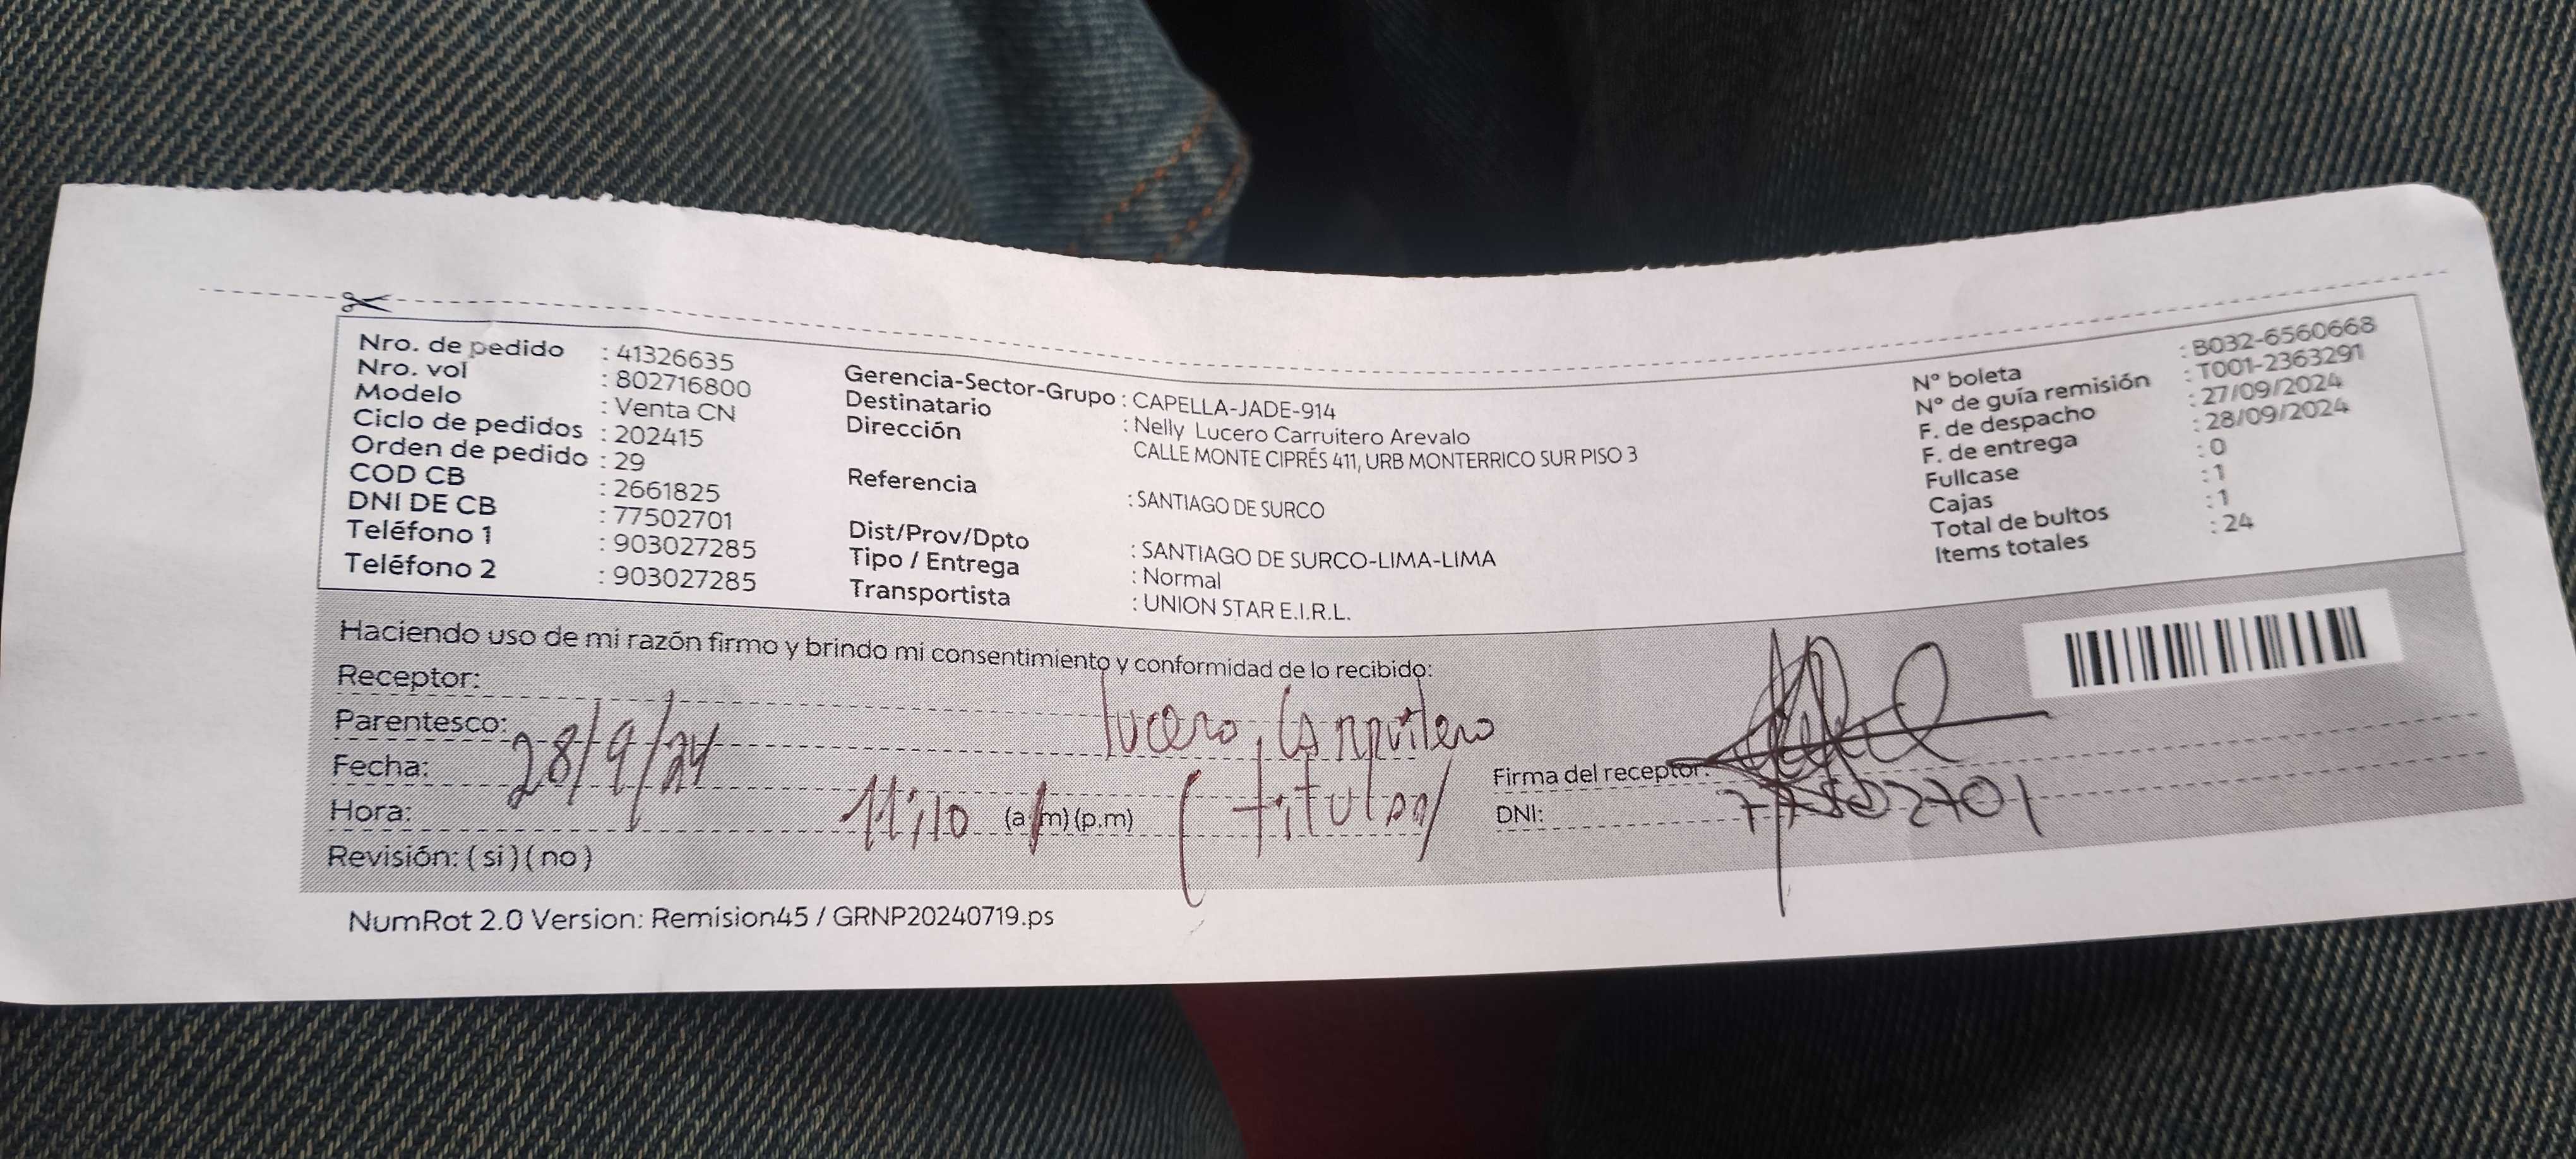 Nro. de pedido : 41326635
Nro. vol : 802716800
Modelo : Venta CN
Ciclo de pedidos : 202415
Orden de pedido : 29
COD CB : 2661825
DNI DE CB : 77502701
Teléfono 1 : 903027285
Teléfono 2 : 903027285
Gerencia-Sector-Grupo : CAPELLA-JADE-914
Destinatario : Nelly Lucero Carruitero Arevalo
Dirección CALLE MONTE CIPRÉS 411, URB MONTERRICO SUR PISO 3
Referencia : SANTIAGO DE SURCO
Dist/Prov/Dpto : SANTIAGO DE SURCO-LIMA-LIMA
Tipo / Entrega : Normal
Transportista : UNION STAR E.I.R.L.
N° boleta : B032-6560668
N° de guía remisión : T001-2363291
F. de despacho : 27/09/2024
F. de entrega : 28/09/2024
Fullcase : 0
Cajas : 1
Total de bultos : 1
Items totales : 24
Haciendo uso de mi razón firmo y brindo mi consentimiento y conformidad de lo recibido:
Receptor: Lucero Carruitero
Parentesco: (titular)
Fecha: 28/9/24
Hora: 11:10 (a.m) (p.m)
Revisión: ( si ) ( no )
Firma del receptor:
DNI: 77502701
NumRot 2.0 Version: Remision45 / GRNP20240719.ps